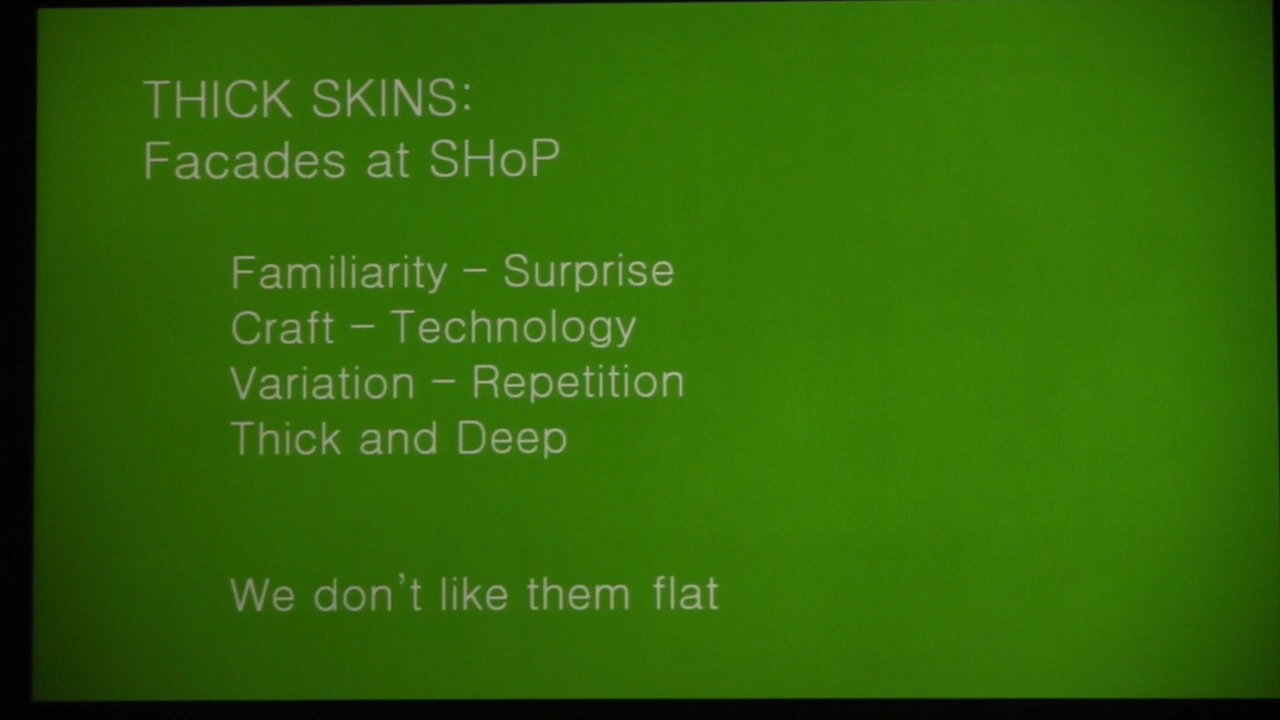 THICK SKINS:
Facades at SHoP
Familiarity – Surprise
Craft – Technology
Variation – Repetition
Thick and Deep
We don't like them flat